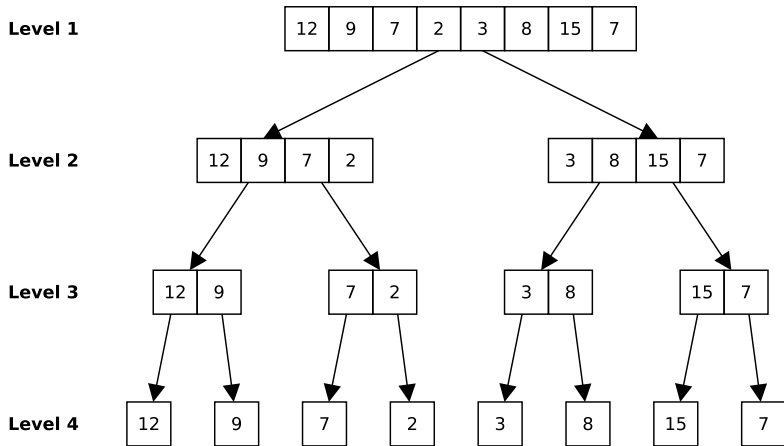 Level 1 12 9 7 2 3 8 15 7
Level 2 12 9 7 2 3 8 15 7
Level 3 12 9 7 2 3 8 15 7
Level 4 12 9 7 2 3 8 15 7